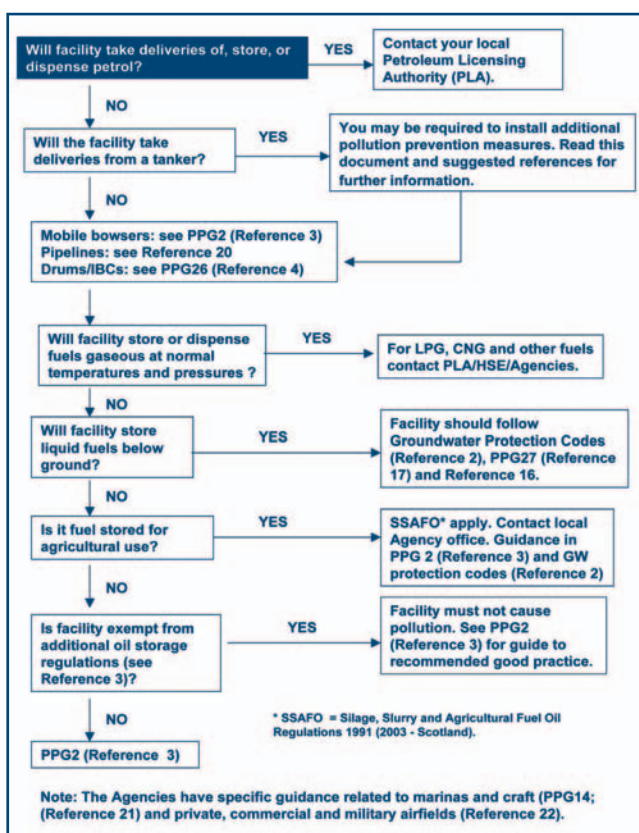 Will facility take deliveries of, store, or
dispense petrol?
YES
Contact your local
Petroleum Licensing
Authority (PLA).
NO
Will the facility take
deliveries from a tanker?
YES
You may be required to install additional
pollution prevention measures. Read this
document and suggested references for
further information.
NO
Mobile bowsers: see PPG2 (Reference 3)
Pipelines: see Reference 20
Drums/IBCs: see PPG26 (Reference 4)
Will facility store or dispense
fuels gaseous at normal
temperatures and pressures ?
YES
For LPG, CNG and other fuels
contact PLA/HSE/Agencies.
NO
Will facility store
liquid fuels below
ground?
YES
Facility should follow
Groundwater Protection Codes
(Reference 2), PPG27 (Reference
17) and Reference 16.
NO
Is it fuel stored for
agricultural use?
YES
SSAFO* apply. Contact local
Agency office. Guidance in
PPG 2 (Reference 3) and GW
protection codes (Reference 2)
NO
Is facility exempt from
additional oil storage
regulations (see
Reference 3)?
YES
Facility must not cause
pollution. See PPG2
(Reference 3) for guide to
recommended good practice.
NO
PPG2 (Reference 3)
* SSAFO = Silage, Slurry and Agricultural Fuel Oil
Regulations 1991 (2003 - Scotland).
Note: The Agencies have specific guidance related to marinas and craft (PPG14;
(Reference 21) and private, commercial and military airfields (Reference 22).